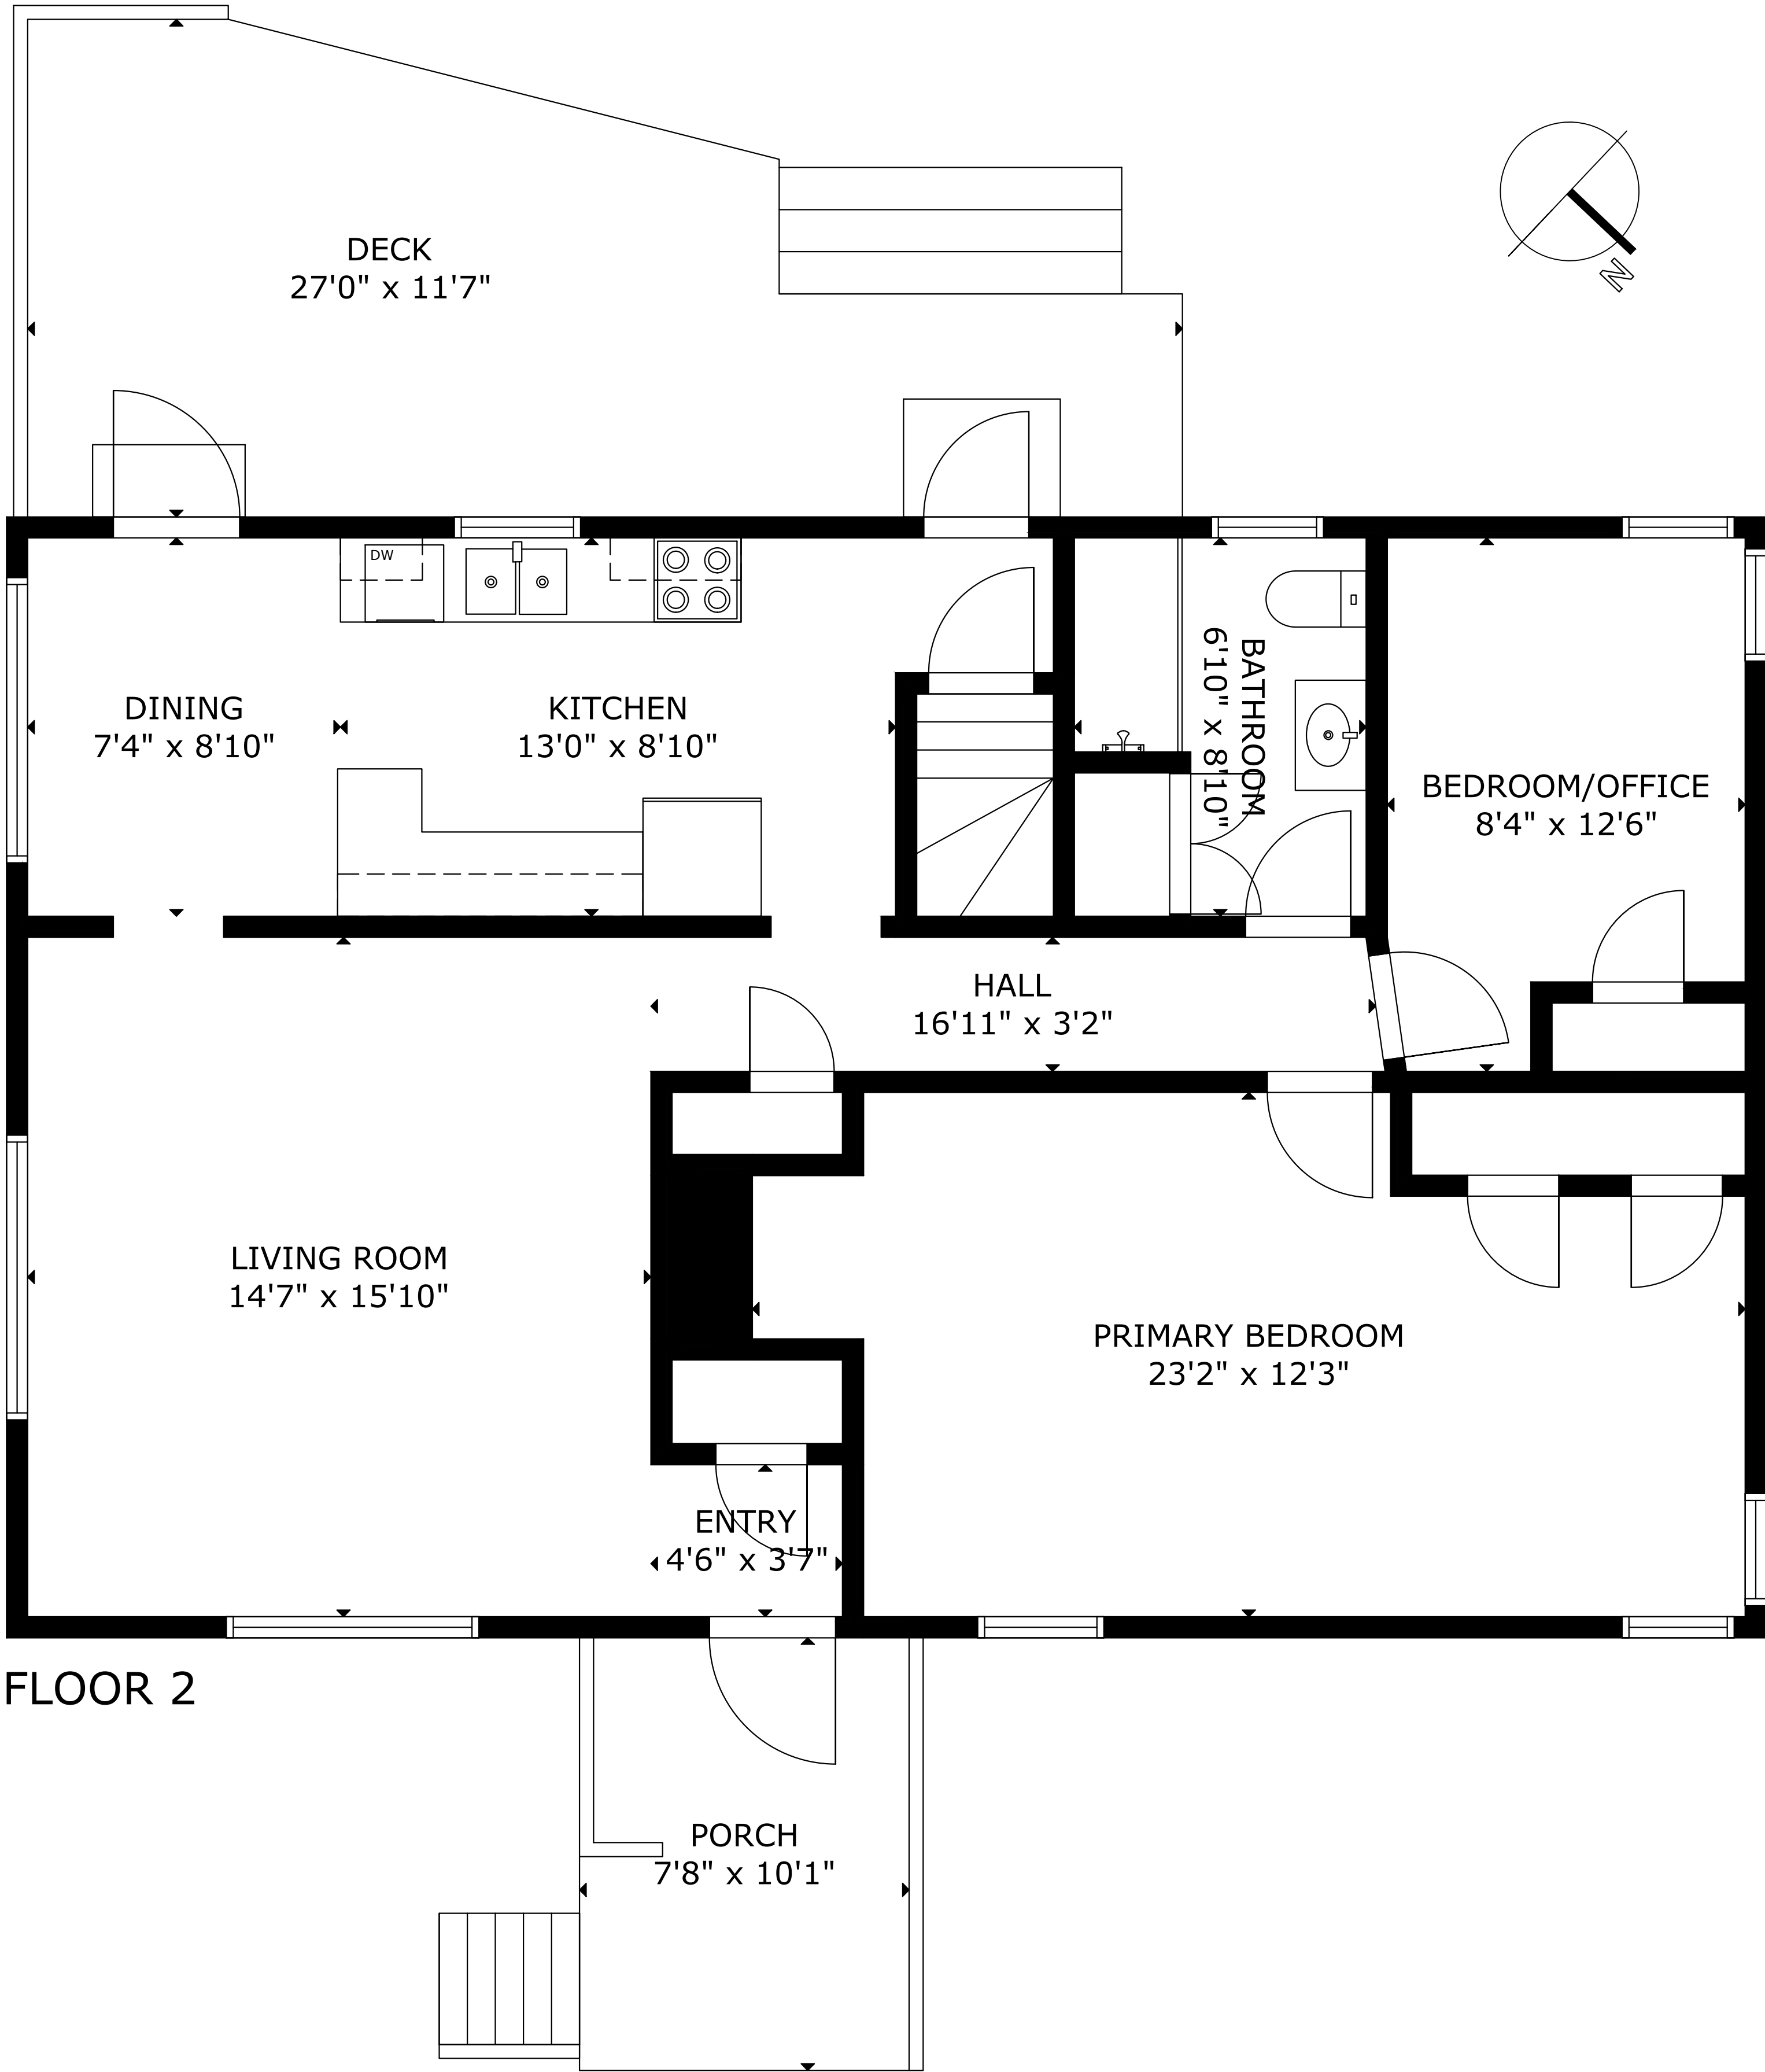 N
DECK
27'0" x 11'7"
DW
DINING
7'4" x 8'10"
KITCHEN
13'0" x 8'10"
BATHROOM
6'10" x 8'10"
BEDROOM/OFFICE
8'4" x 12'6"
HALL
16'11" x 3'2"
LIVING ROOM
14'7" x 15'10"
PRIMARY BEDROOM
23'2" x 12'3"
ENTRY
4'6" x 3'7"
FLOOR 2
PORCH
7'8" x 10'1"